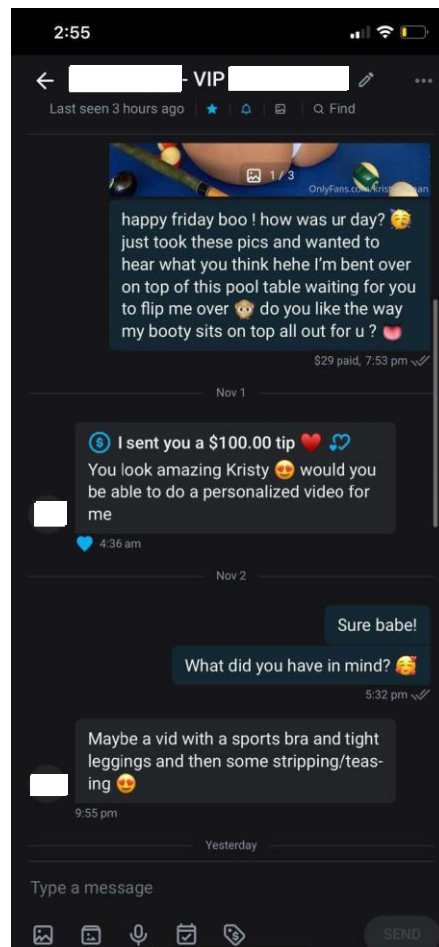 2:55
- VIP
Last seen 3 hours ago
Find
1 / 3
happy friday boo ! how was ur day? 🥳
just took these pics and wanted to
hear what you think hehe I’m bent over
on top of this pool table waiting for you
to flip me over 🙊 do you like the way
my booty sits on top all out for u ? 👅
$29 paid, 7:53 pm
Nov 1
I sent you a $100.00 tip ❤️ 💞
You look amazing Kristy 😍 would you
be able to do a personalized video for
me
4:36 am
Nov 2
Sure babe!
What did you have in mind? 🥰
5:32 pm
Maybe a vid with a sports bra and tight
leggings and then some stripping/teas-
ing 😍
9:55 pm
Yesterday
Type a message
SEND